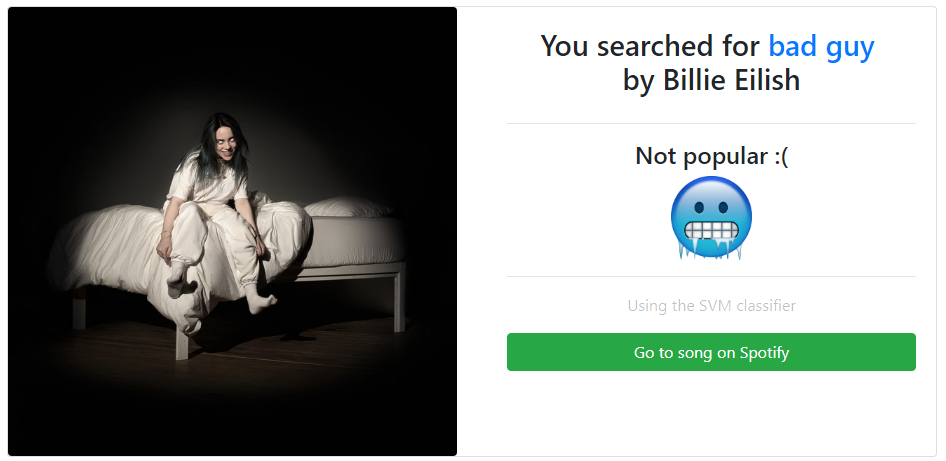 You searched for bad guy
by Billie Eilish
Not popular :(
Using the SVM classifier
Go to song on Spotify